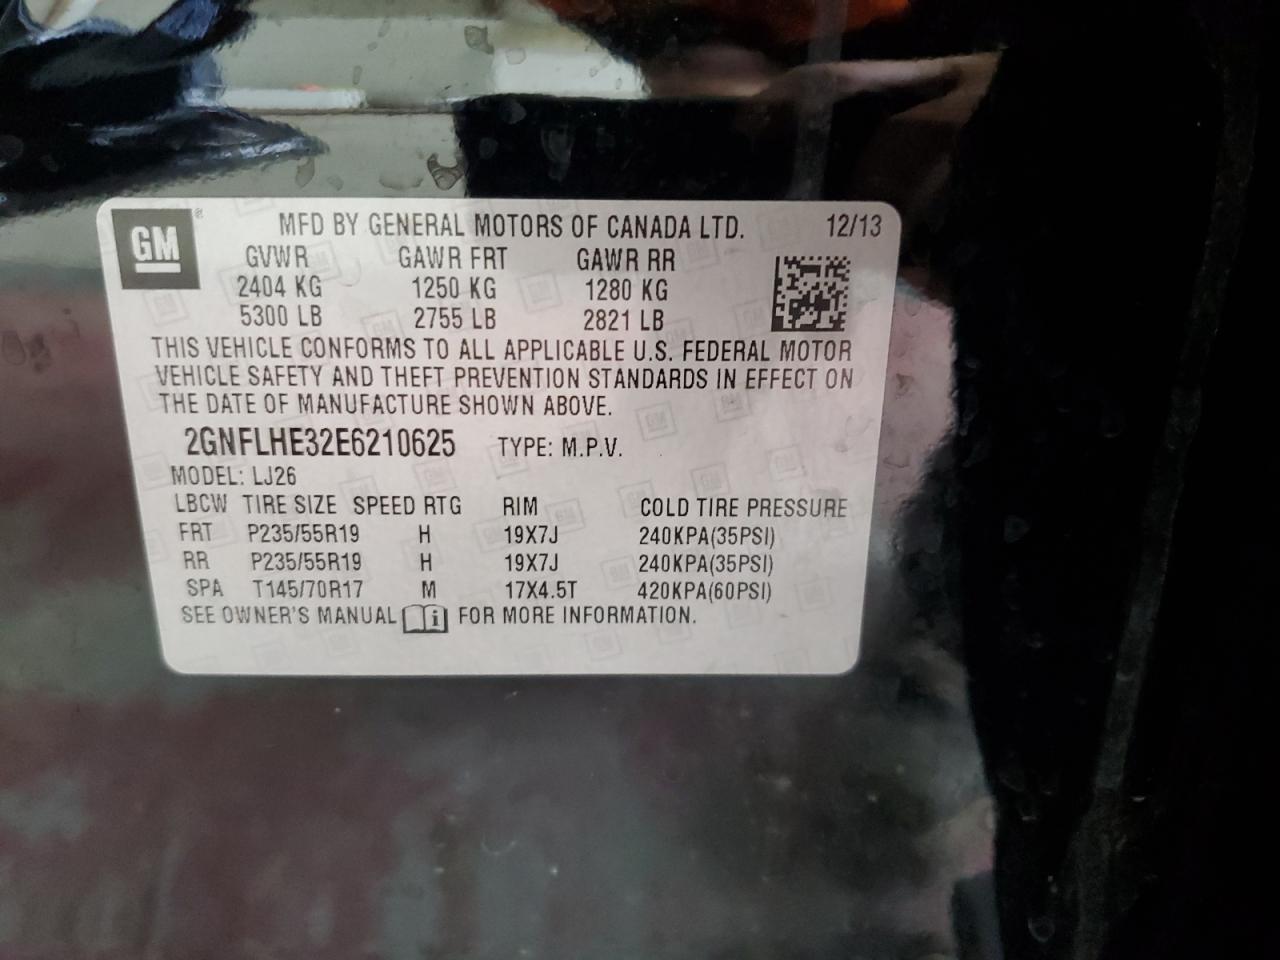 GM ® MFD BY GENERAL MOTORS OF CANADA LTD. 12/13
GVWR GAWR FRT GAWR RR
2404 KG 1250 KG 1280 KG
5300 LB 2755 LB 2821 LB
THIS VEHICLE CONFORMS TO ALL APPLICABLE U.S. FEDERAL MOTOR
VEHICLE SAFETY AND THEFT PREVENTION STANDARDS IN EFFECT ON
THE DATE OF MANUFACTURE SHOWN ABOVE.
2GNFLHE32E6210625 TYPE: M.P.V.
MODEL: LJ26
LBCW TIRE SIZE SPEED RTG RIM COLD TIRE PRESSURE
FRT P235/55R19 H 19X7J 240KPA(35PSI)
RR P235/55R19 H 19X7J 240KPA(35PSI)
SPA T145/70R17 M 17X4.5T 420KPA(60PSI)
SEE OWNER'S MANUAL i FOR MORE INFORMATION.